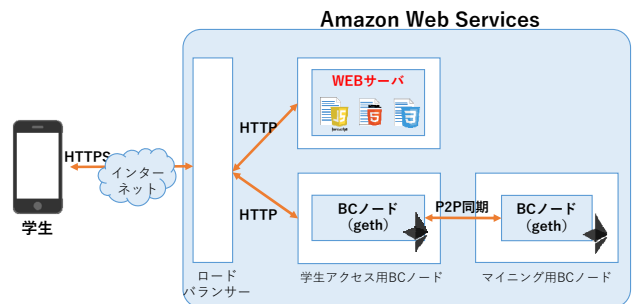 Amazon Web Services
WEBサーバ
JS
5
3
HTTP
HTTPS
インター
ネット
学生
HTTP
BCノード
（geth）
P2P同期
BCノード
（geth）
ロード
バランサー
学生アクセス用BCノード
マイニング用BCノード